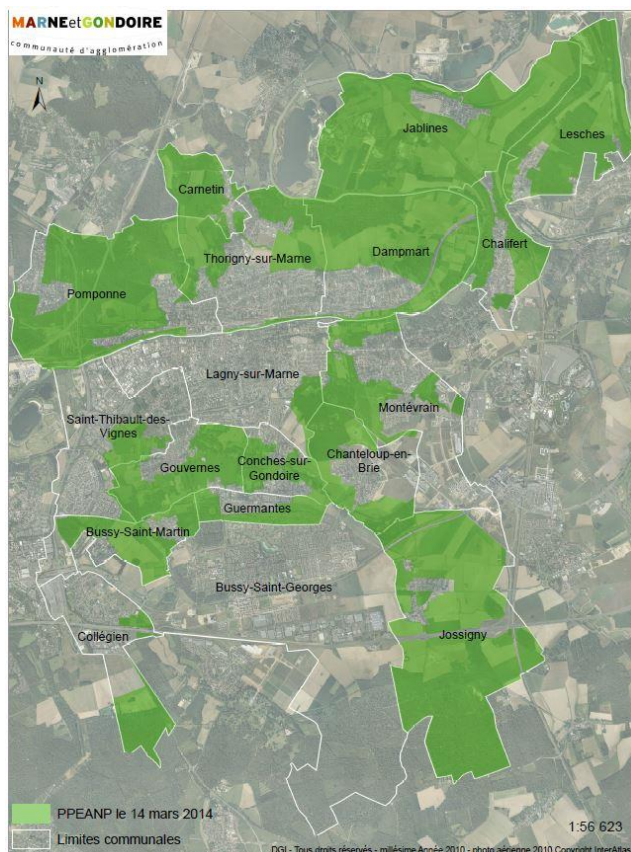 MARNEetGONDOIRE
communauté d'agglomération
N
Jablines
Lesches
Carnetin
Thorigny-sur-Marne
Dampmart
Chalifert
Pomponne
Lagny-sur-Marne
Montévrain
Saint-Thibault-des-
Vignes
Gouvernes
Conches-sur-
Gondoire
Chanteloup-en-
Brie
Guermantes
Bussy-Saint-Martin
Bussy-Saint-Georges
Collégien
Jossigny
PPEANP le 14 mars 2014
Limites communales
1:56 623
DGI - Tous droits réservés - millésime Année 2010 - photo aérienne 2010 Copyright InterAtlas